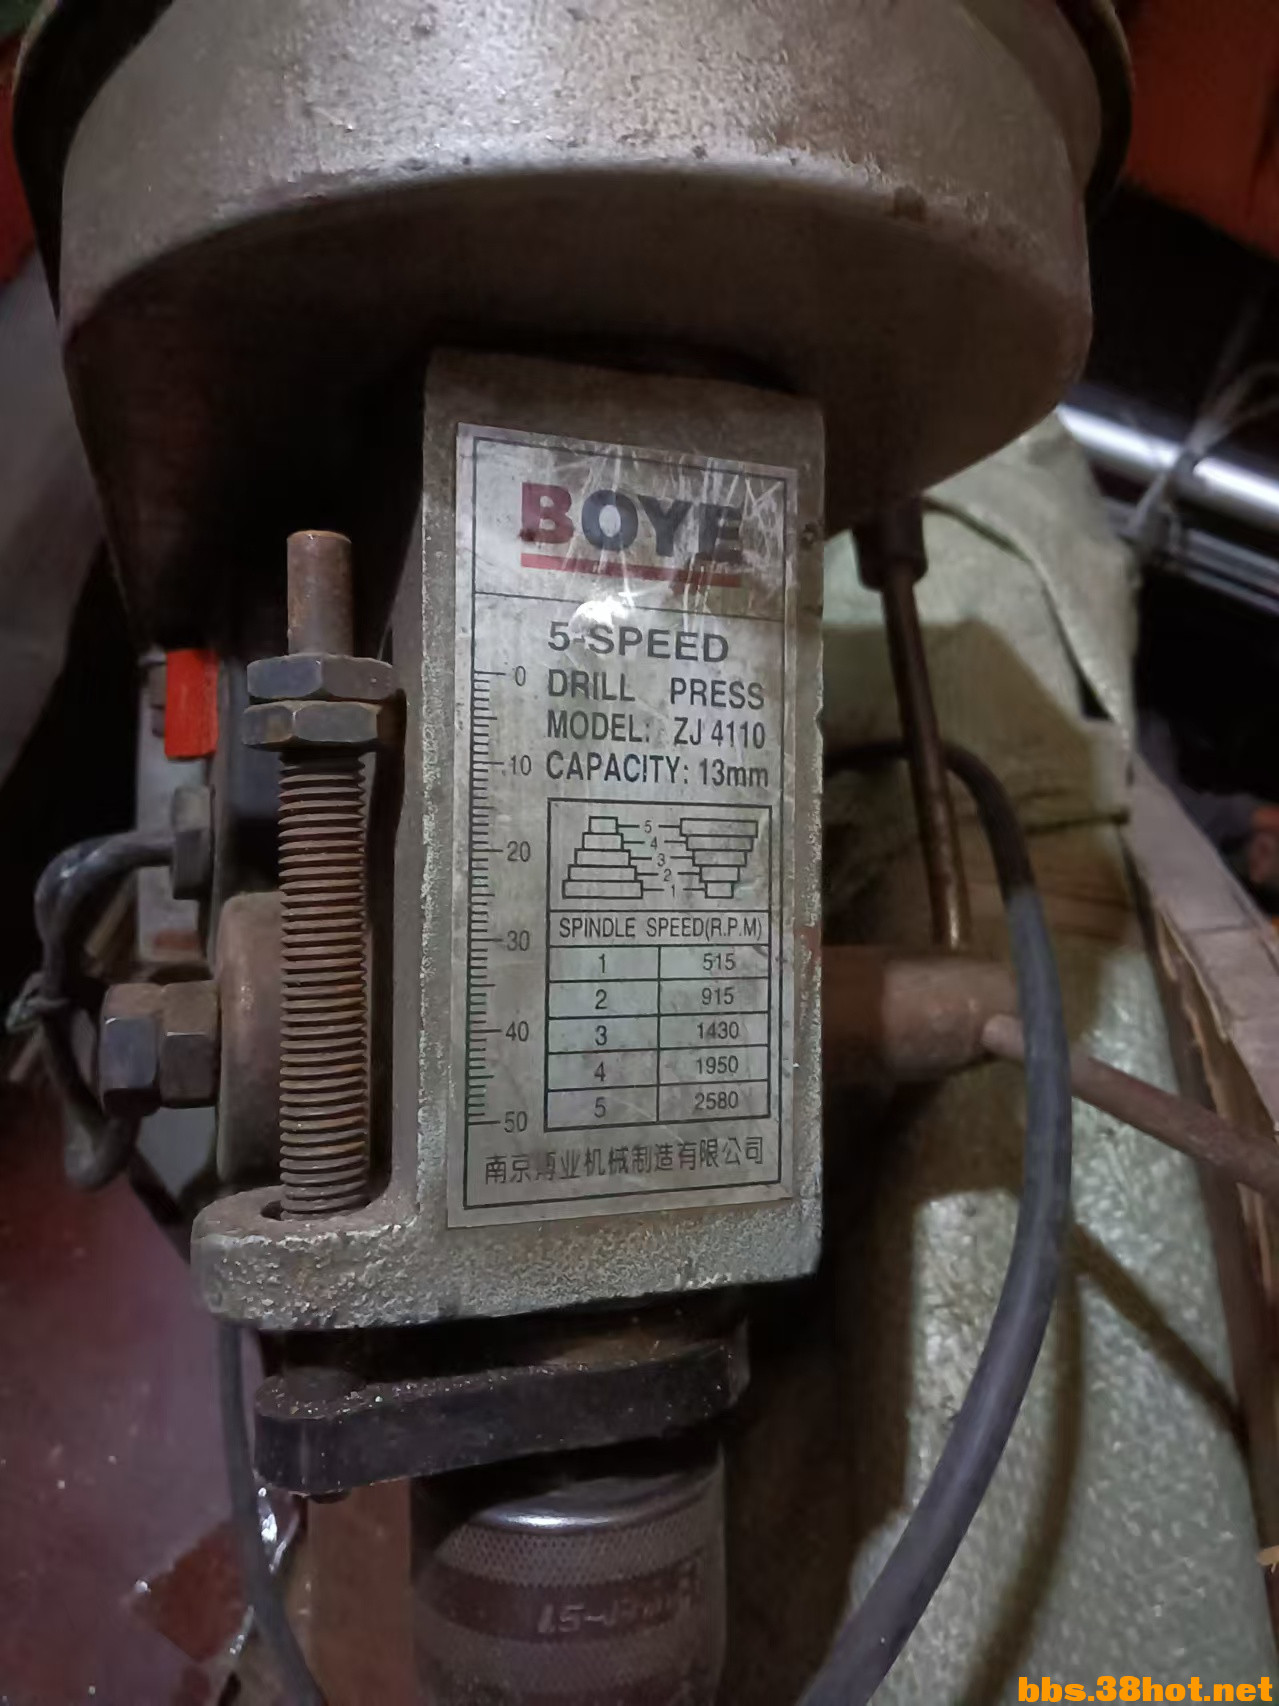 BOYE
5-SPEED
DRILL PRESS
MODEL: ZJ 4110
CAPACITY: 13mm
0
10
20
30
40
50
5
4
3
2
1
SPINDLE SPEED(R.P.M)
1 515
2 915
3 1430
4 1950
5 2580
南京 业机械制造有限公司
bbs.38hot.net